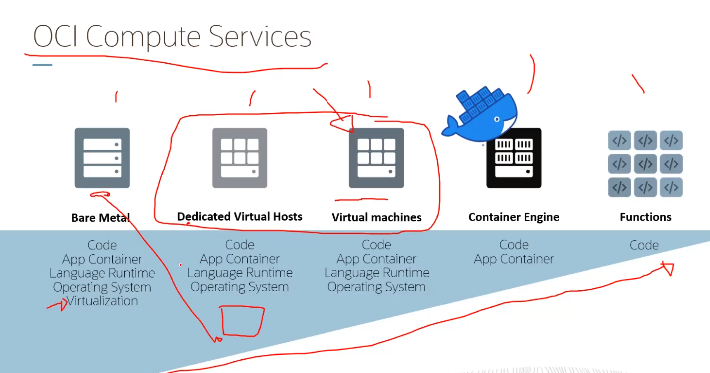 OCI Compute Services
Bare Metal
Dedicated Virtual Hosts
Virtual machines
Container Engine
Functions
Code
App Container
Language Runtime
Operating System
Virtualization
Code
App Container
Language Runtime
Operating System
Code
App Container
Language Runtime
Operating System
Code
App Container
Code